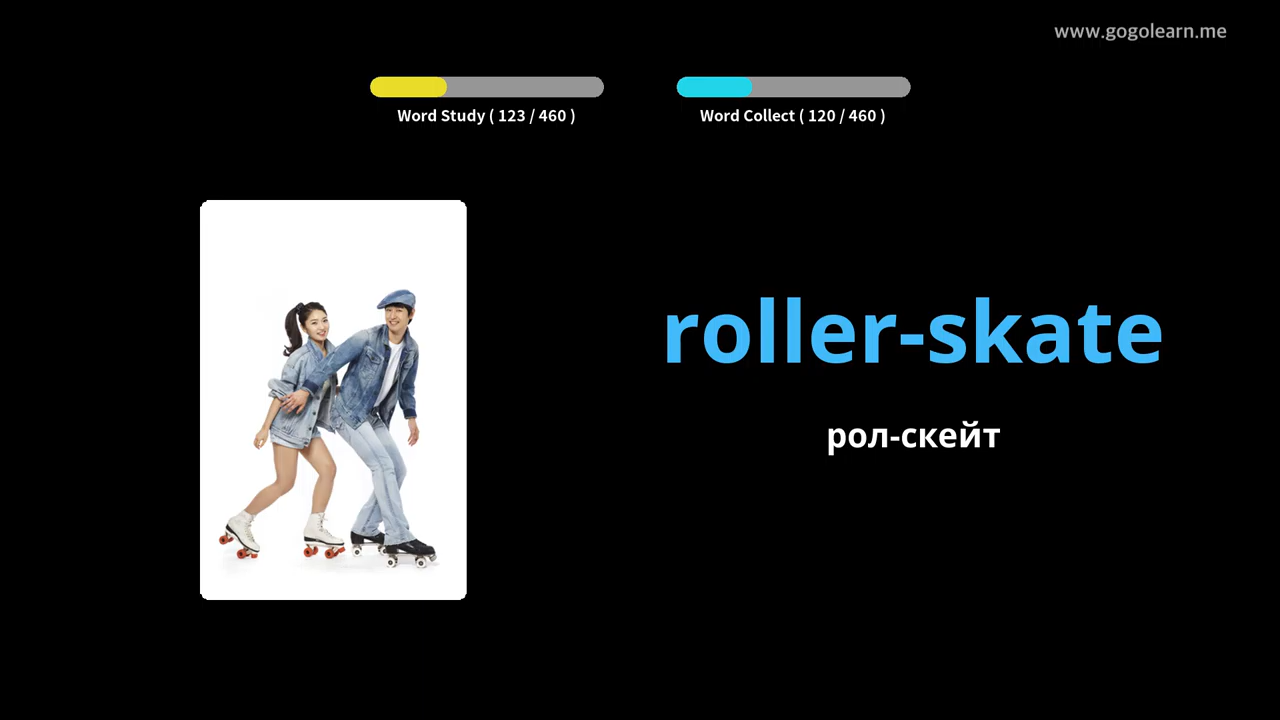 www.gogolearn.me
Word Study ( 123 / 460 )
Word Collect ( 120 / 460 )
roller-skate
рол-скейт